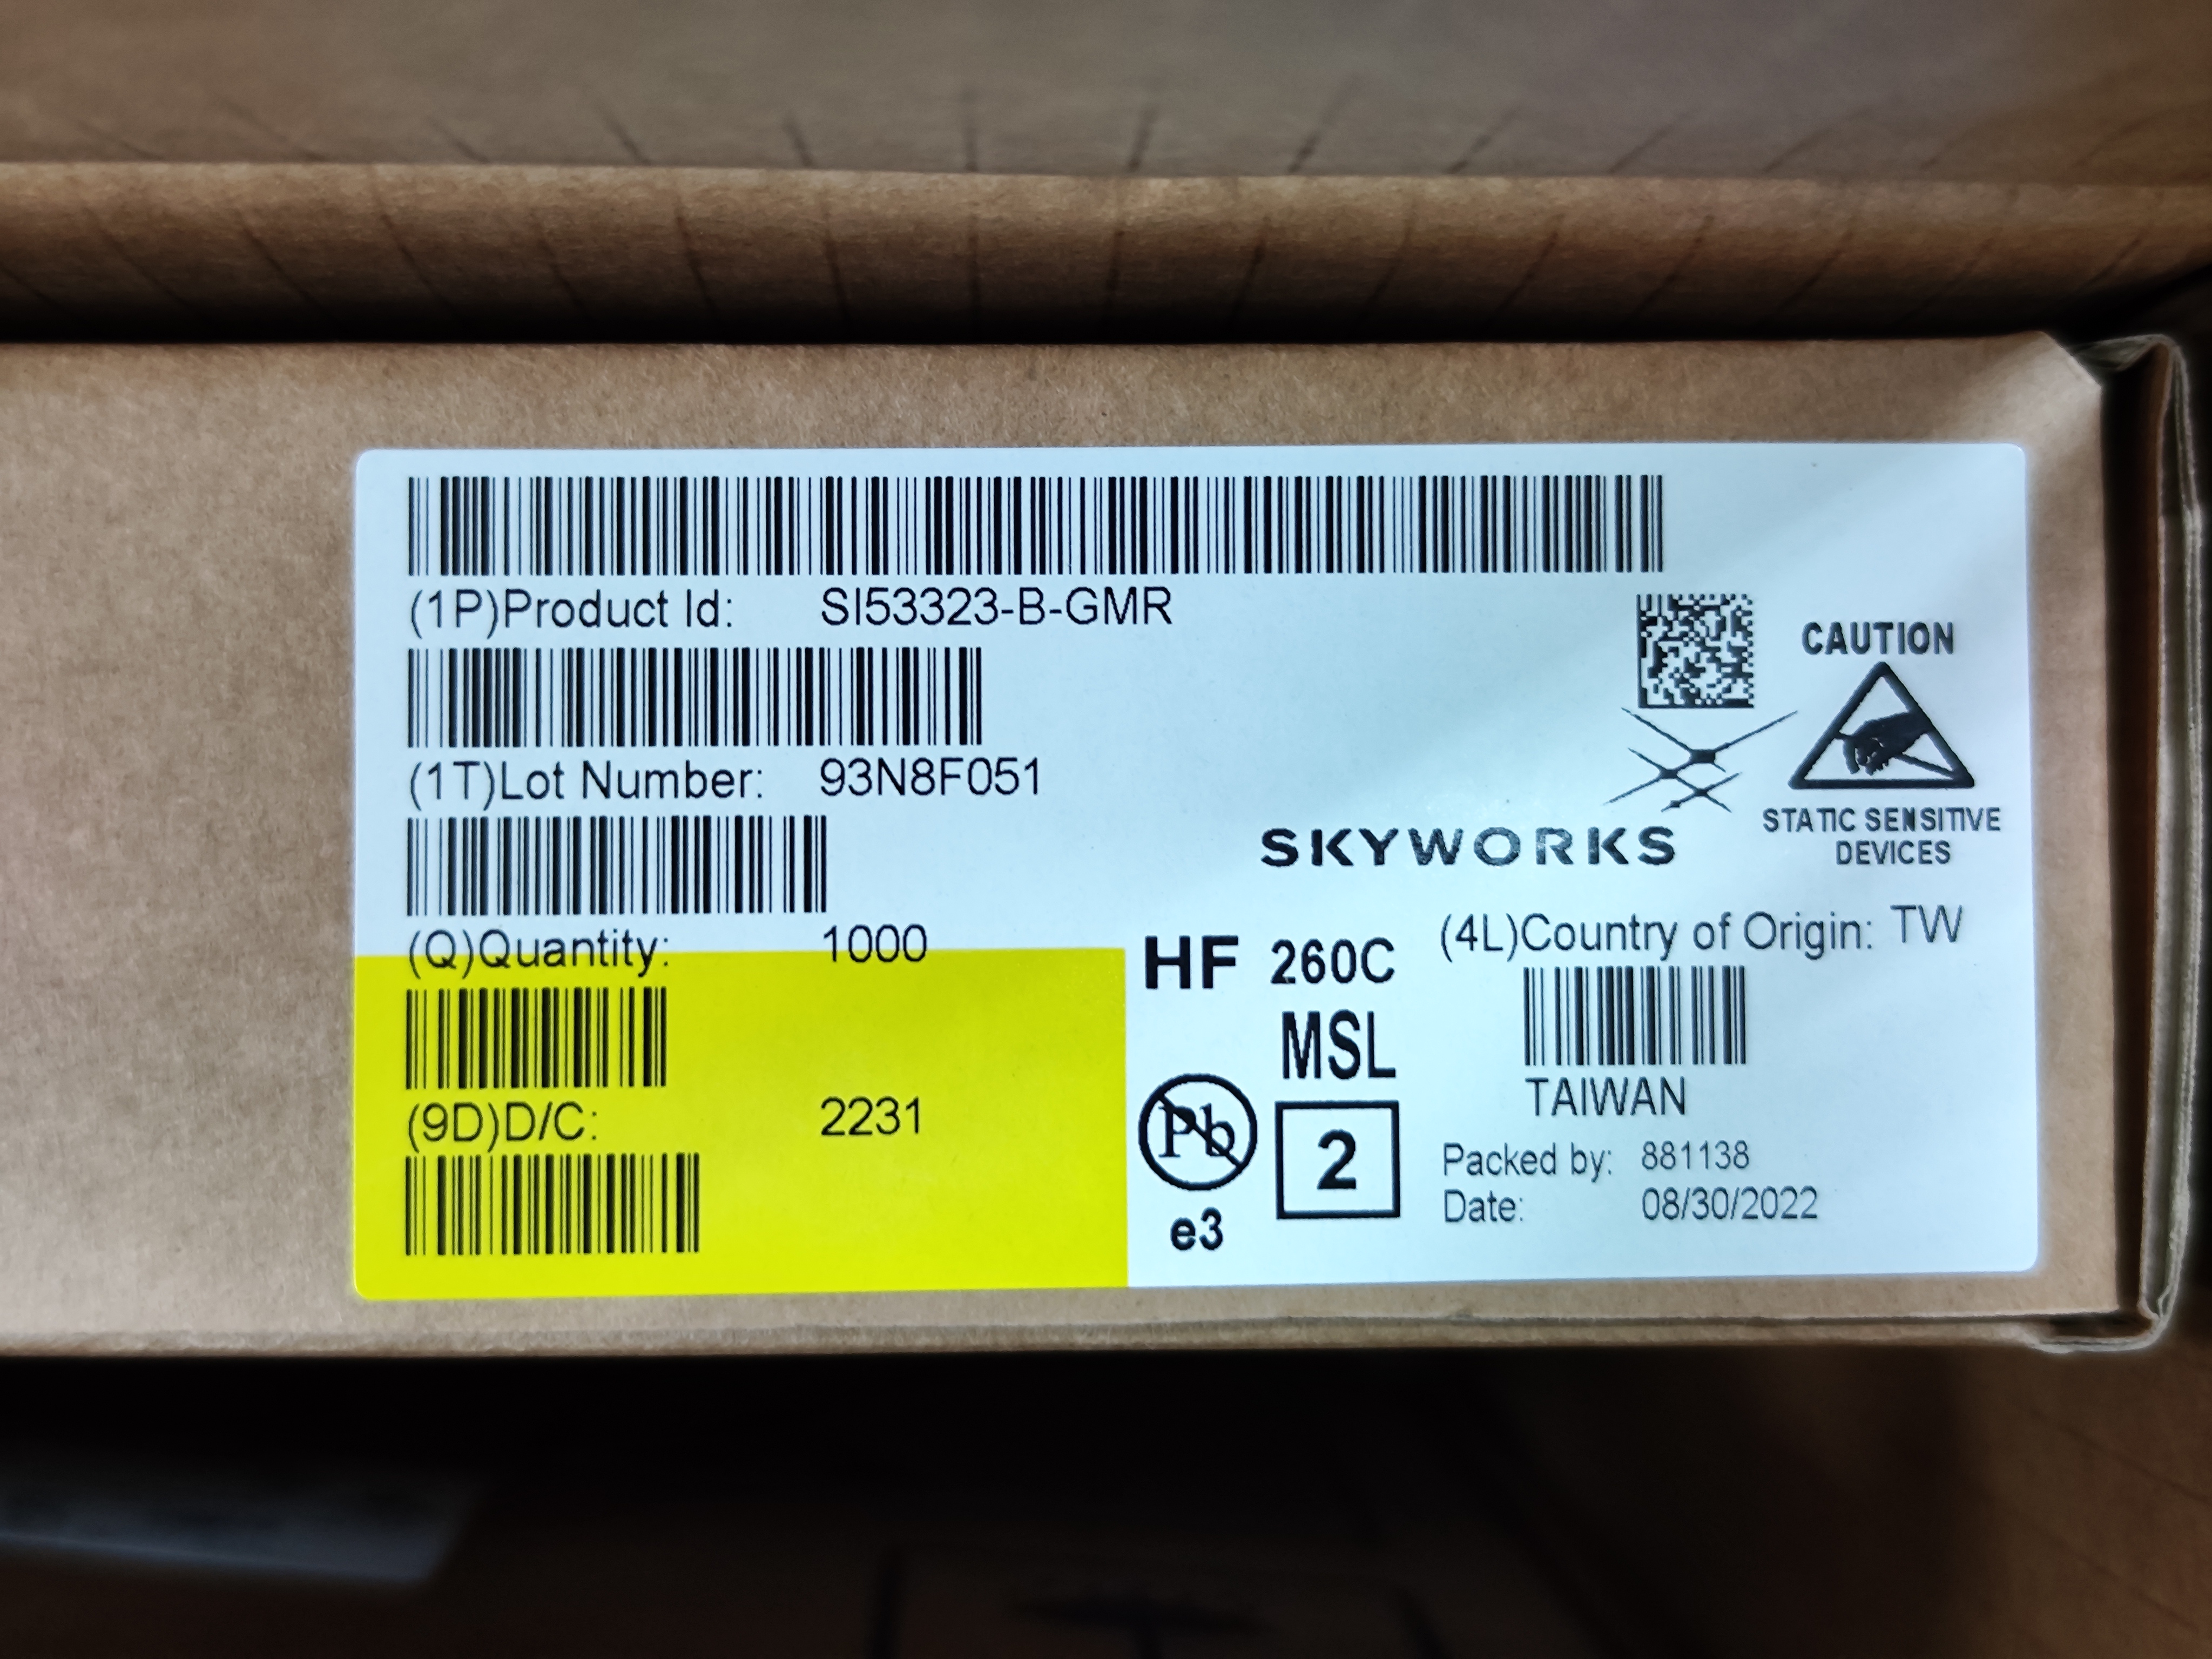 (1P)Product Id: SI53323-B-GMR
(1T)Lot Number: 93N8F051
(Q)Quantity: 1000
(9D)D/C: 2231
CAUTION
STATIC SENSITIVE
DEVICES
SKYWORKS
HF 260C
MSL
2
Pb
e3
(4L)Country of Origin: TW
TAIWAN
Packed by: 881138
Date: 08/30/2022